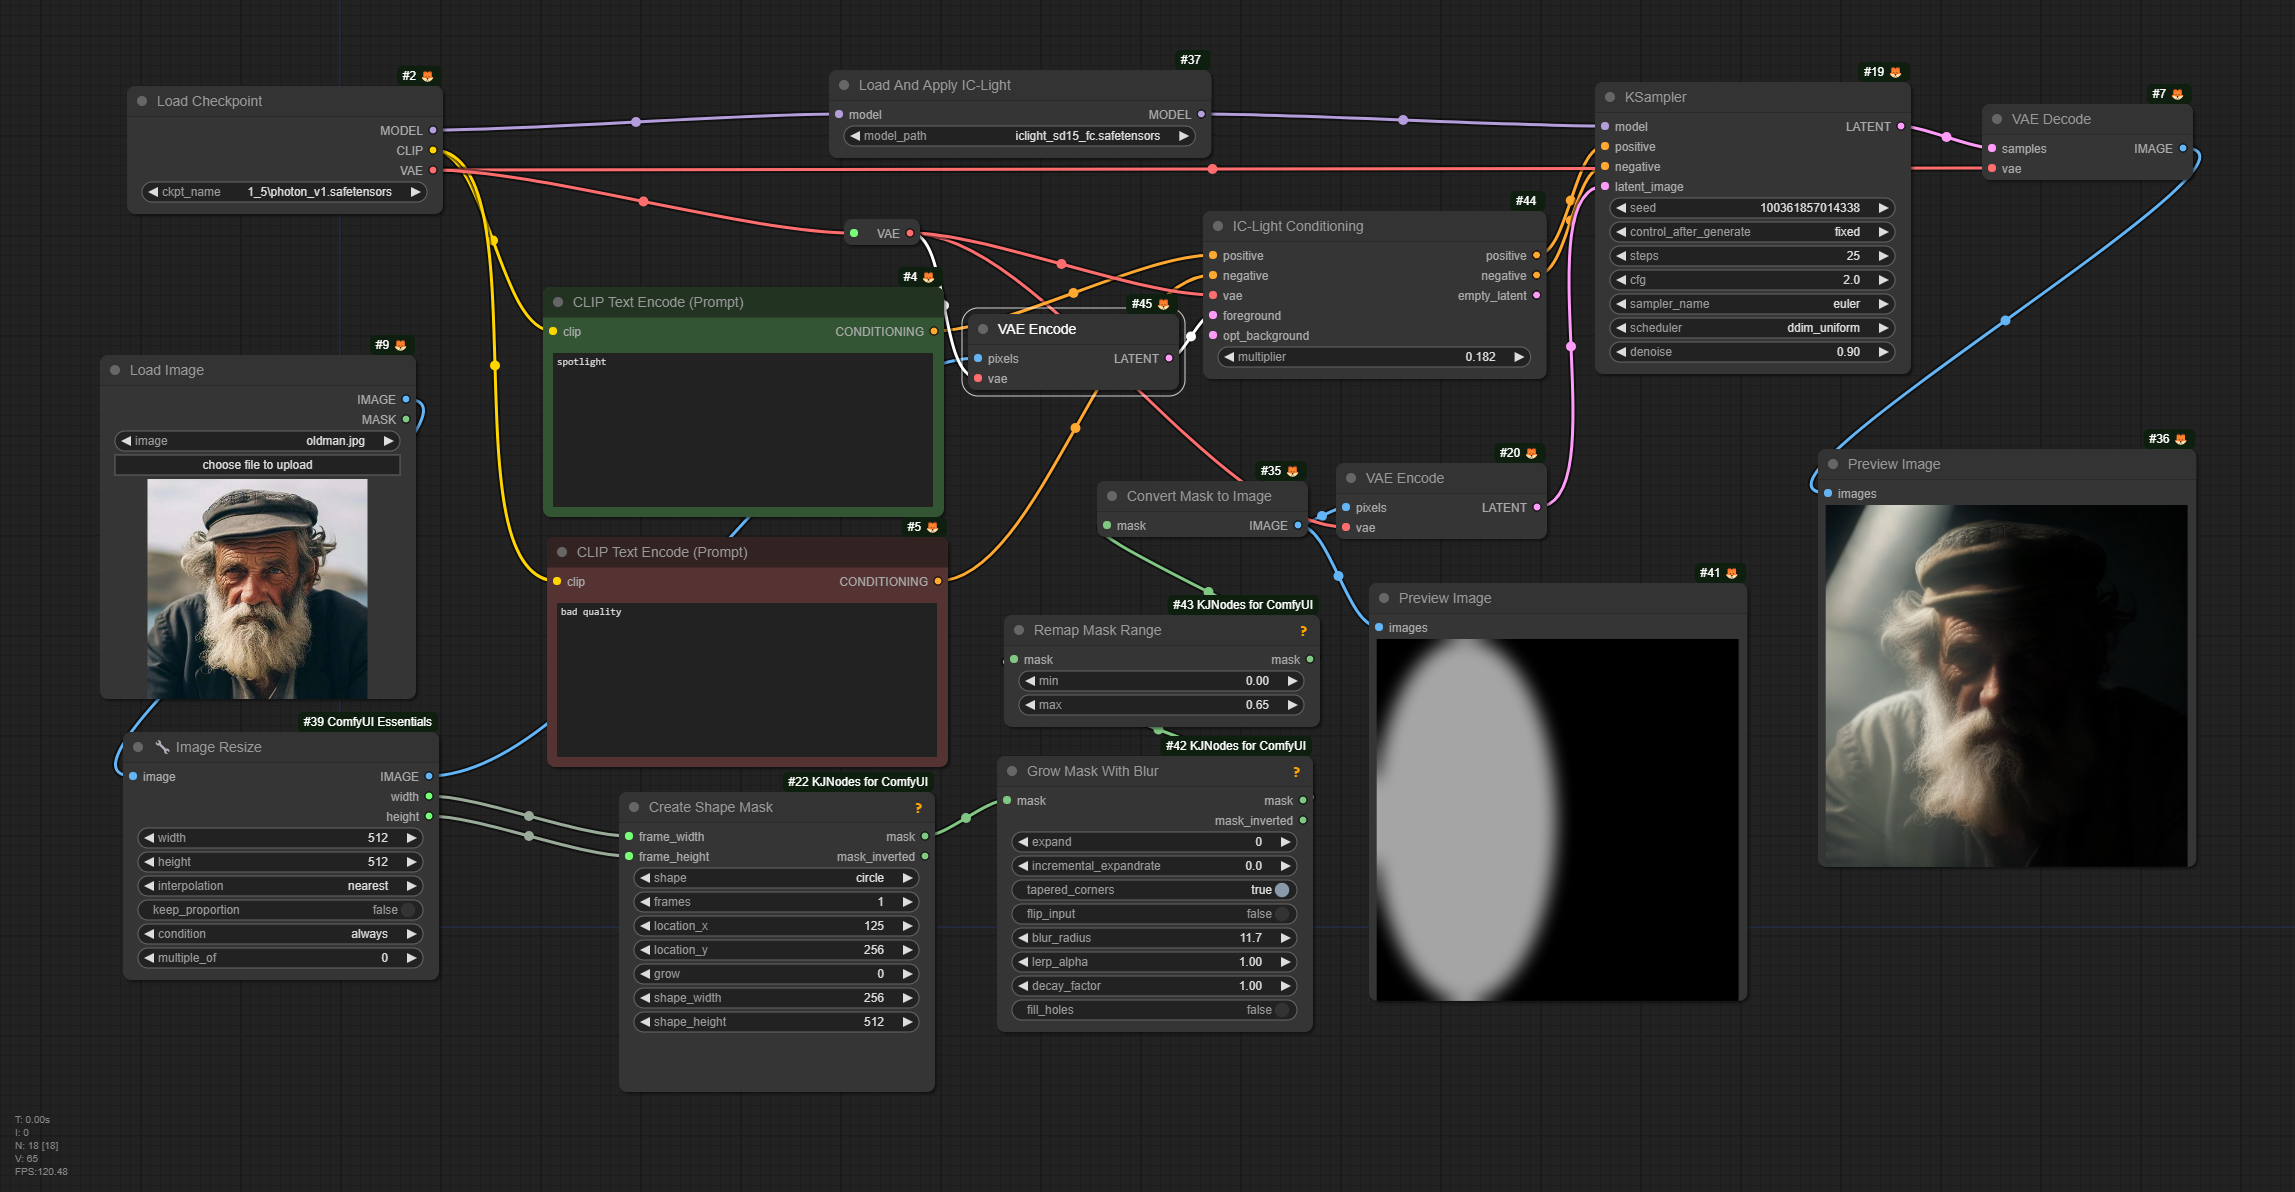 #2
Load Checkpoint
MODEL
CLIP
VAE
ckpt_name 1_5\photon_v1.safetensors
#37
Load And Apply IC-Light
model MODEL
model_path iclight_sd15_fc.safetensors
#19
KSampler
model LATENT
positive
negative
latent_image
seed 100361857014338
control_after_generate fixed
steps 25
cfg 2.0
sampler_name euler
scheduler ddim_uniform
denoise 0.90
#7
VAE Decode
samples IMAGE
vae
VAE
#44
IC-Light Conditioning
positive positive
negative negative
vae empty_latent
foreground
opt_background
multiplier 0.182
#4
CLIP Text Encode (Prompt)
clip CONDITIONING
spotlight
#45
VAE Encode
pixels LATENT
vae
#9
Load Image
IMAGE
MASK
image oldman.jpg
choose file to upload
#5
CLIP Text Encode (Prompt)
clip CONDITIONING
bad quality
#35
Convert Mask to Image
mask IMAGE
#20
VAE Encode
pixels LATENT
vae
#36
Preview Image
images
#41
Preview Image
images
#43 KJNodes for ComfyUI
Remap Mask Range ?
mask mask
min 0.00
max 0.65
#39 ComfyUI Essentials
Image Resize
image IMAGE
width
height
width 512
height 512
interpolation nearest
keep_proportion false
condition always
multiple_of 0
#22 KJNodes for ComfyUI
Create Shape Mask ?
frame_width mask
frame_height mask_inverted
shape circle
frames 1
location_x 125
location_y 256
grow 0
shape_width 256
shape_height 512
#42 KJNodes for ComfyUI
Grow Mask With Blur ?
mask mask
mask_inverted
expand 0
incremental_expandrate 0.0
tapered_corners true
flip_input false
blur_radius 11.7
lerp_alpha 1.00
decay_factor 1.00
fill_holes false
T: 0.00s
I: 0
N: 18 [18]
V: 65
FPS:120.48